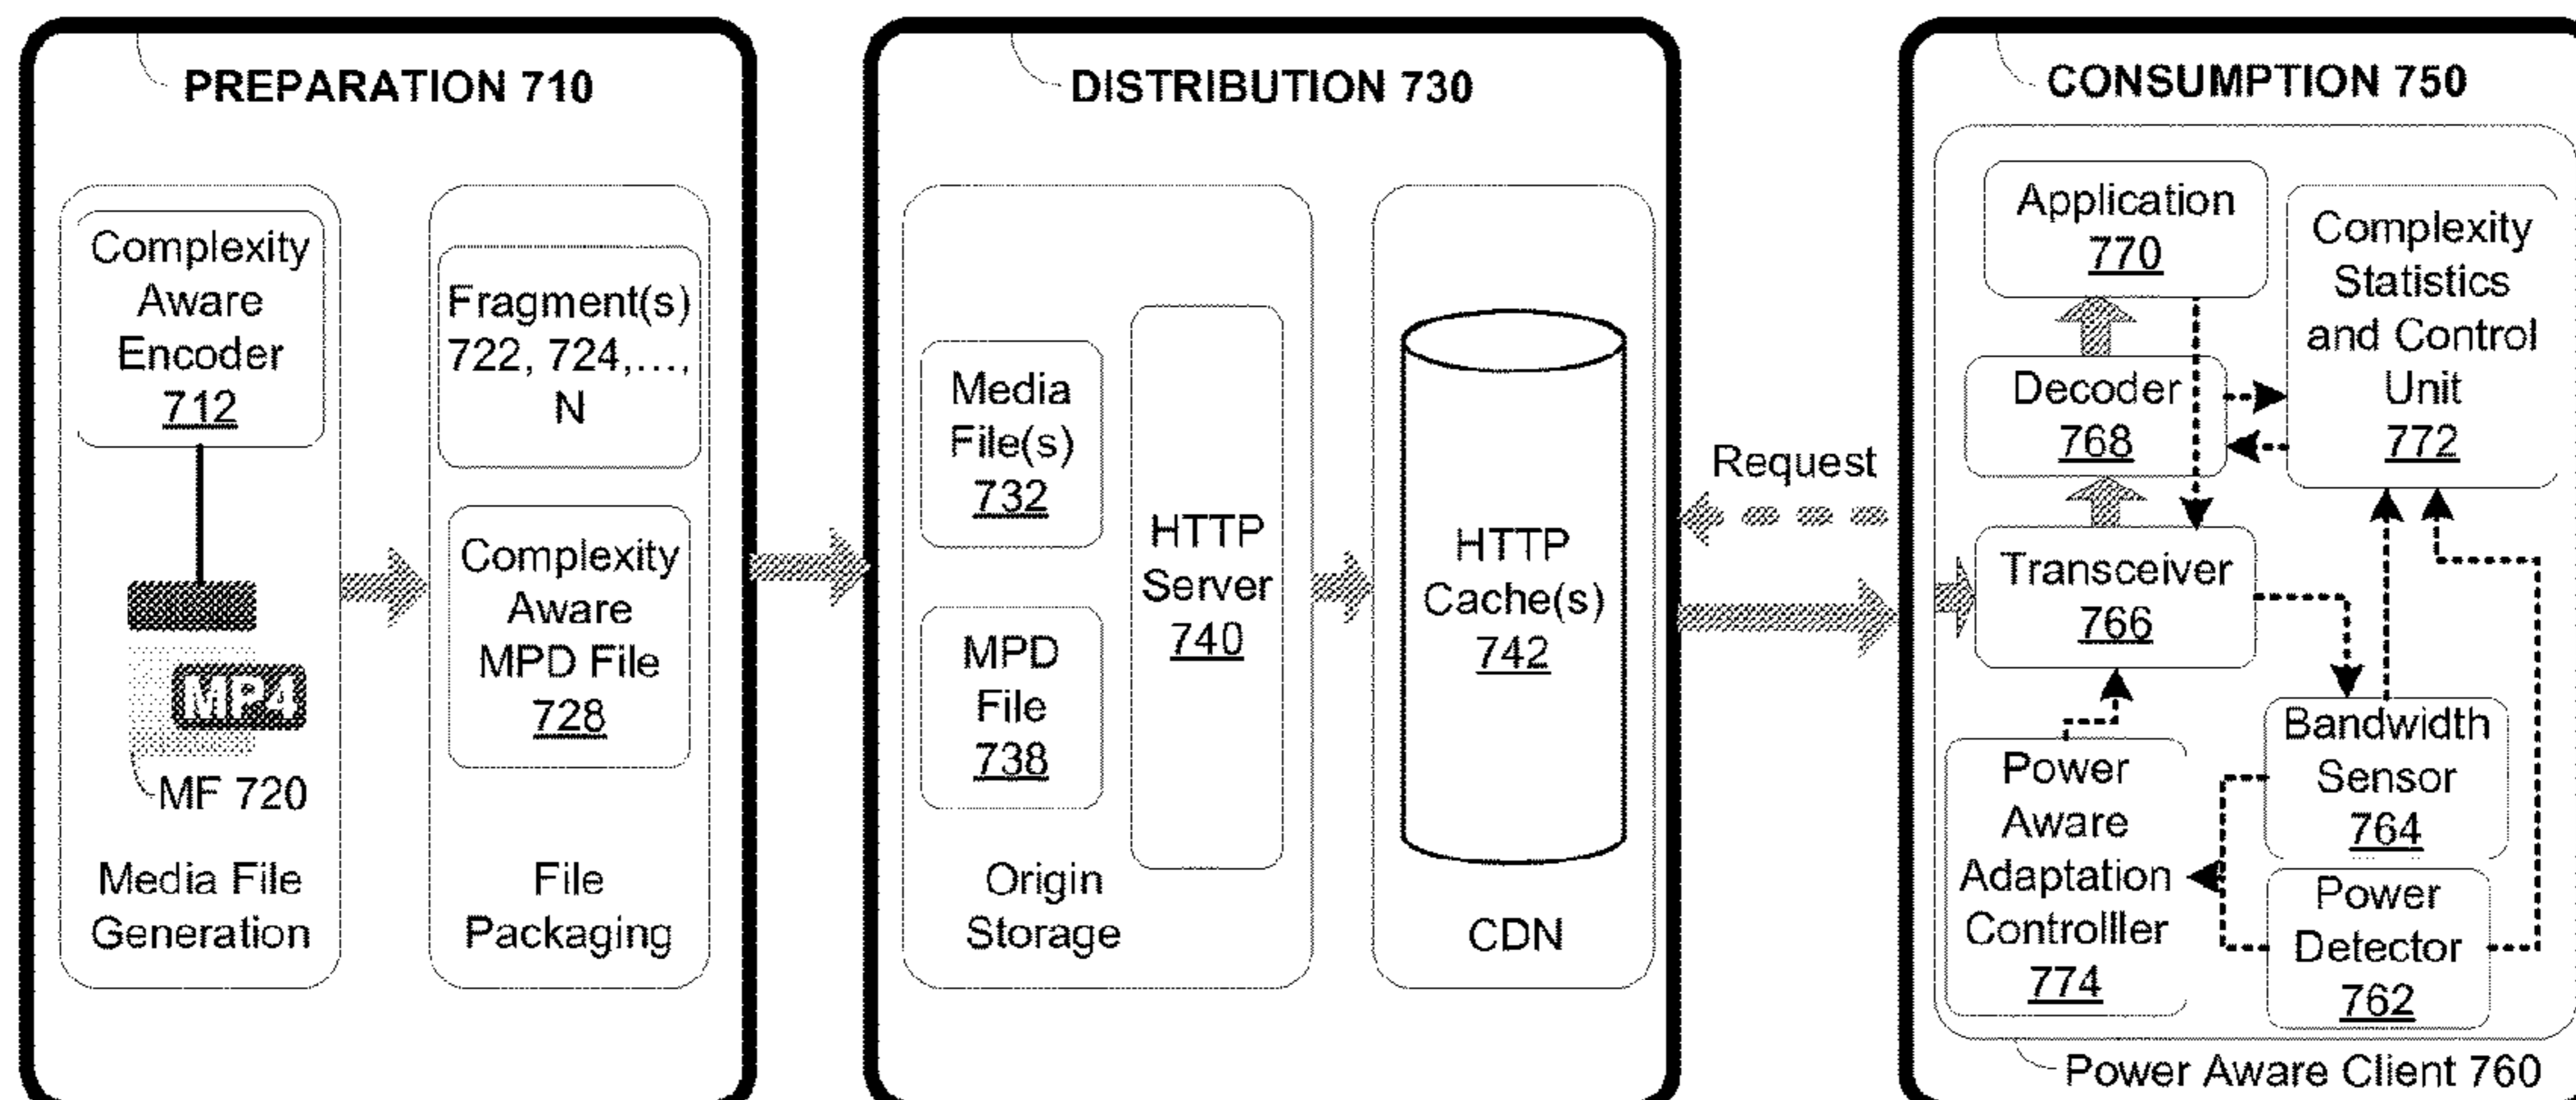 PREPARATION 710
Complexity
Aware
Encoder
712
MP4
MF 720
Media File
Generation
Fragment(s)
722, 724,...,
N
Complexity
Aware
MPD File
728
File
Packaging
DISTRIBUTION 730
Media
File(s)
732
MPD
File
738
Origin
Storage
HTTP
Server
740
HTTP
Cache(s)
742
CDN
Request
CONSUMPTION 750
Application
770
Complexity
Statistics
and Control
Unit
772
Decoder
768
Transceiver
766
Bandwidth
Sensor
764
Power
Aware
Adaptation
Controlller
774
Power
Detector
762
Power Aware Client 760